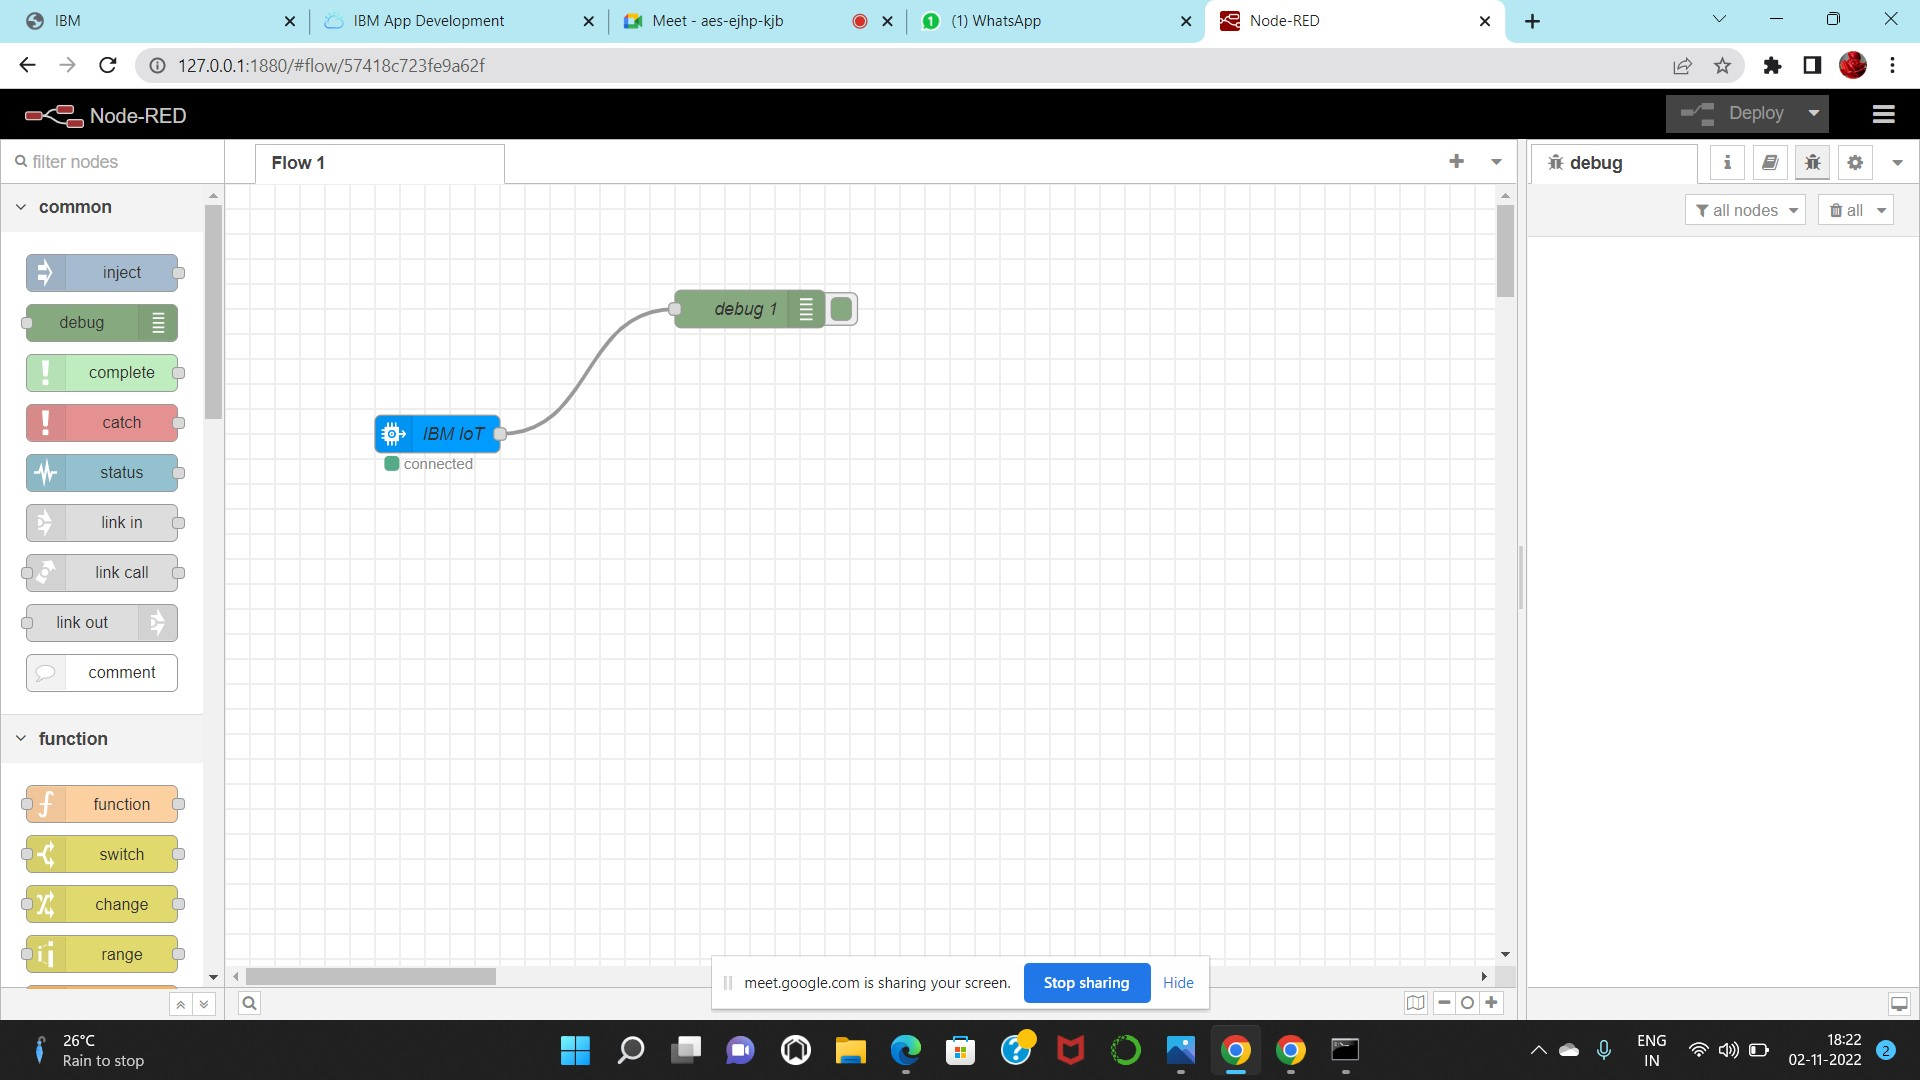 IBM
IBM App Development
Meet - aes-ejhp-kjb
1
(1) WhatsApp
Node-RED
127.0.0.1:1880/#flow/57418c723fe9a62f
Node-RED
Deploy
filter nodes
Flow 1
debug
i
all nodes
all
common
inject
debug
complete
catch
status
link in
link call
link out
comment
function
function
switch
change
range
debug 1
IBM IoT
connected
meet.google.com is sharing your screen.
Stop sharing
Hide
26°C
Rain to stop
ENG
IN
18:22
02-11-2022
2